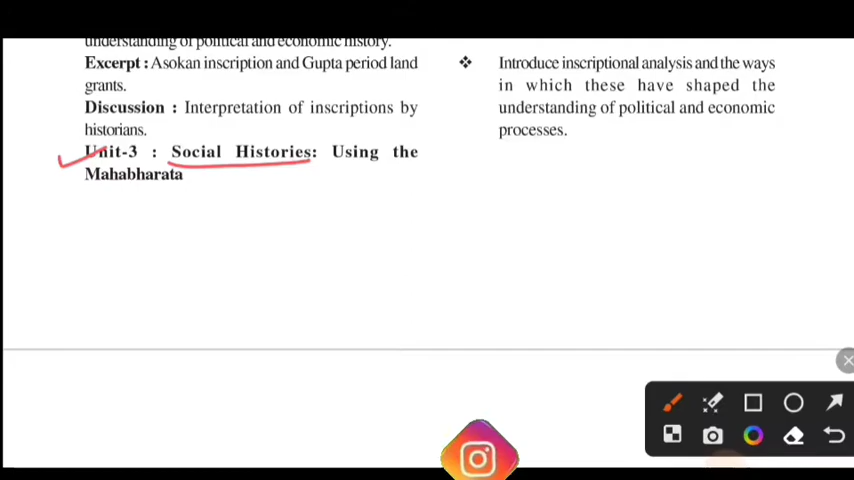 understanding of political and economic history.
Excerpt : Asokan inscription and Gupta period land
grants.
Discussion : Interpretation of inscriptions by
historians.
Unit-3 : Social Histories: Using the
Mahabharata
❖ Introduce inscriptional analysis and the ways
in which these have shaped the
understanding of political and economic
processes.